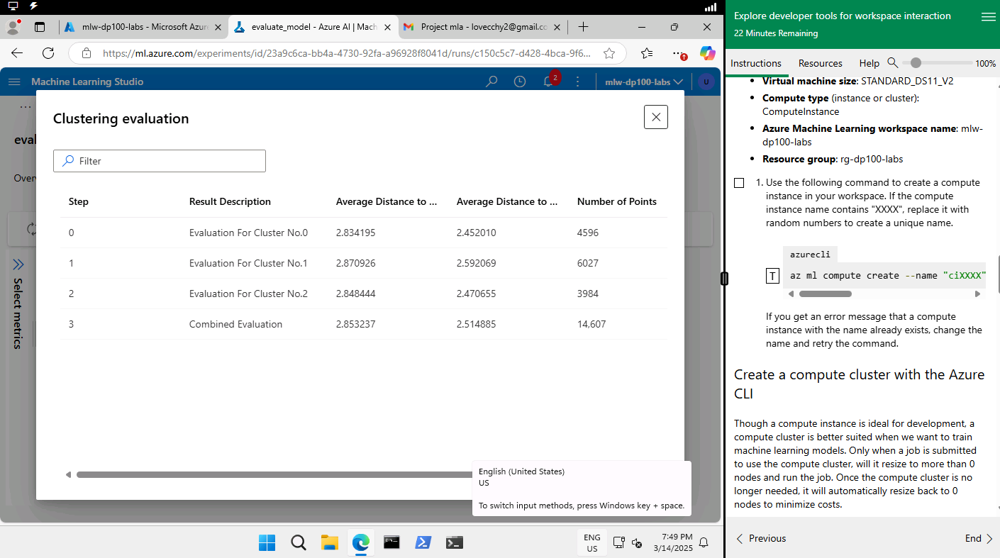 mlw-dp100-labs - Microsoft Azure
evaluate_model - Azure AI | Mach
Project mla - lovecchy2@gmail.co
https://ml.azure.com/experiments/id/23a9c6ca-bb4a-4730-92fa-a96928f8041d/runs/c150c5c7-d428-4bca-9f6...
Machine Learning Studio
2
mlw-dp100-labs
U
...
eval
Over
Select metrics
Clustering evaluation
Filter
Step Result Description Average Distance to ... Average Distance to ... Number of Points
0 Evaluation For Cluster No.0 2.834195 2.452010 4596
1 Evaluation For Cluster No.1 2.870926 2.592069 6027
2 Evaluation For Cluster No.2 2.848444 2.470655 3984
3 Combined Evaluation 2.853237 2.514885 14,607
English (United States)
US
To switch input methods, press Windows key + space.
ENG
US
7:49 PM
3/14/2025
Explore developer tools for workspace interaction
22 Minutes Remaining
Instructions Resources Help 100%
• Virtual machine size: STANDARD_DS11_V2
• Compute type (instance or cluster):
ComputeInstance
• Azure Machine Learning workspace name: mlw-
dp100-labs
• Resource group: rg-dp100-labs
1. Use the following command to create a compute
instance in your workspace. If the compute
instance name contains "XXXX", replace it with
random numbers to create a unique name.
azurecli
T
az ml compute create --name "ciXXXX"
If you get an error message that a compute
instance with the name already exists, change the
name and retry the command.
Create a compute cluster with the Azure
CLI
Though a compute instance is ideal for development, a
compute cluster is better suited when we want to train
machine learning models. Only when a job is submitted
to use the compute cluster, will it resize to more than 0
nodes and run the job. Once the compute cluster is no
longer needed, it will automatically resize back to 0
nodes to minimize costs.
Previous
End